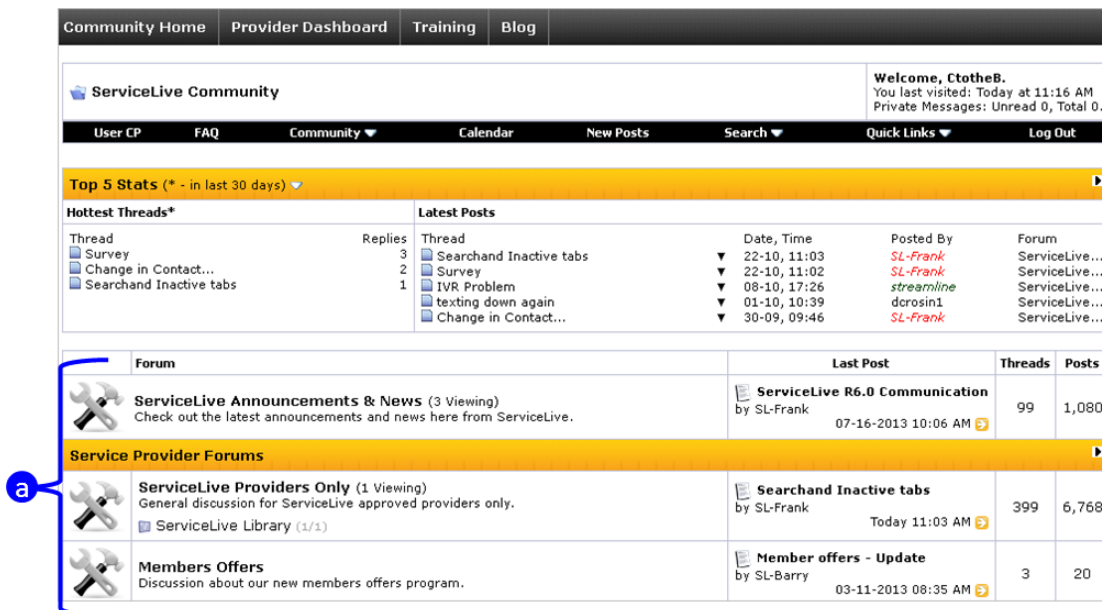 Community Home Provider Dashboard Training Blog
ServiceLive Community
Welcome, CtotheB.
You last visited: Today at 11:16 AM
Private Messages: Unread 0, Total 0.
User CP FAQ Community Calendar New Posts Search Quick Links Log Out
Top 5 Stats (* - in last 30 days)
Hottest Threads* Latest Posts
Thread Replies Thread Date, Time Posted By Forum
Survey 3 Searchand Inactive tabs 22-10, 11:03 SL-Frank ServiceLive...
Change in Contact... 2 Survey 22-10, 11:02 SL-Frank ServiceLive...
Searchand Inactive tabs 1 IVR Problem 08-10, 17:26 streamline ServiceLive...
texting down again 01-10, 10:39 dcrosin1 ServiceLive...
Change in Contact... 30-09, 09:46 SL-Frank ServiceLive...
Forum Last Post Threads Posts
ServiceLive Announcements & News (3 Viewing)
Check out the latest announcements and news here from ServiceLive.
ServiceLive R6.0 Communication
by SL-Frank
07-16-2013 10:06 AM
99 1,080
Service Provider Forums
a
ServiceLive Providers Only (1 Viewing)
General discussion for ServiceLive approved providers only.
ServiceLive Library (1/1)
Searchand Inactive tabs
by SL-Frank
Today 11:03 AM
399 6,768
Members Offers
Discussion about our new members offers program.
Member offers - Update
by SL-Barry
03-11-2013 08:35 AM
3 20